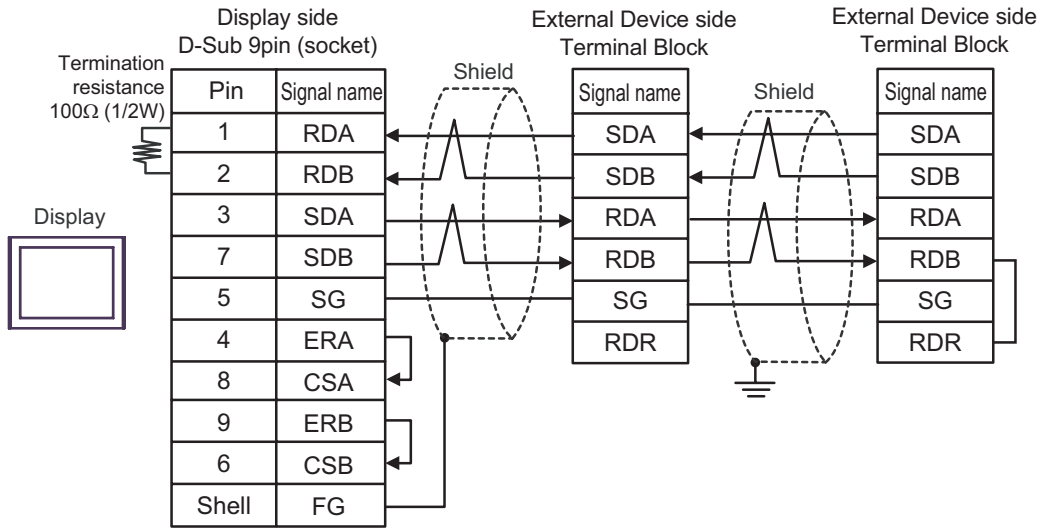 Display side
D-Sub 9pin (socket)
External Device side
Terminal Block
External Device side
Terminal Block
Termination
resistance
100Ω (1/2W)
Shield
Shield
Display
Pin Signal name
1 RDA
2 RDB
3 SDA
7 SDB
5 SG
4 ERA
8 CSA
9 ERB
6 CSB
Shell FG
Signal name
SDA
SDB
RDA
RDB
SG
RDR
Signal name
SDA
SDB
RDA
RDB
SG
RDR